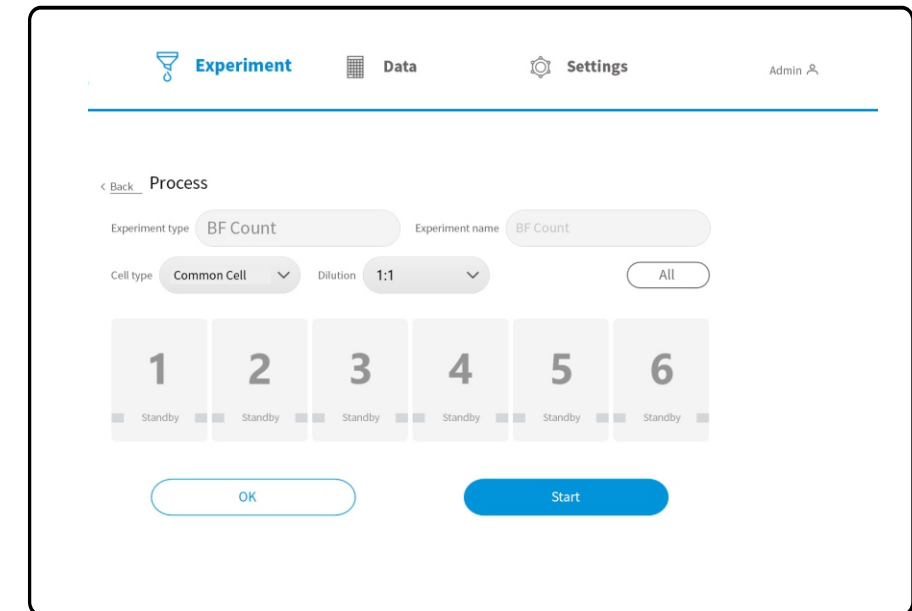 Experiment Data Settings Admin
< Back Process
Experiment type BF Count Experiment name BF Count
Cell type Common Cell Dilution 1:1 All
1 2 3 4 5 6
Standby Standby Standby Standby Standby Standby
OK Start